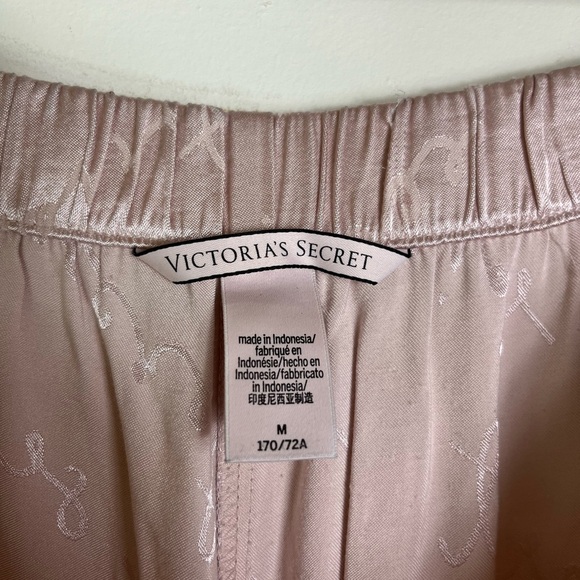 VICTORIA'S SECRET
made in Indonesia/
fabriqué en
Indonésie/hecho en
Indonesia/fabbricato
in Indonesia/
印度尼西亚制造
M
170/72A